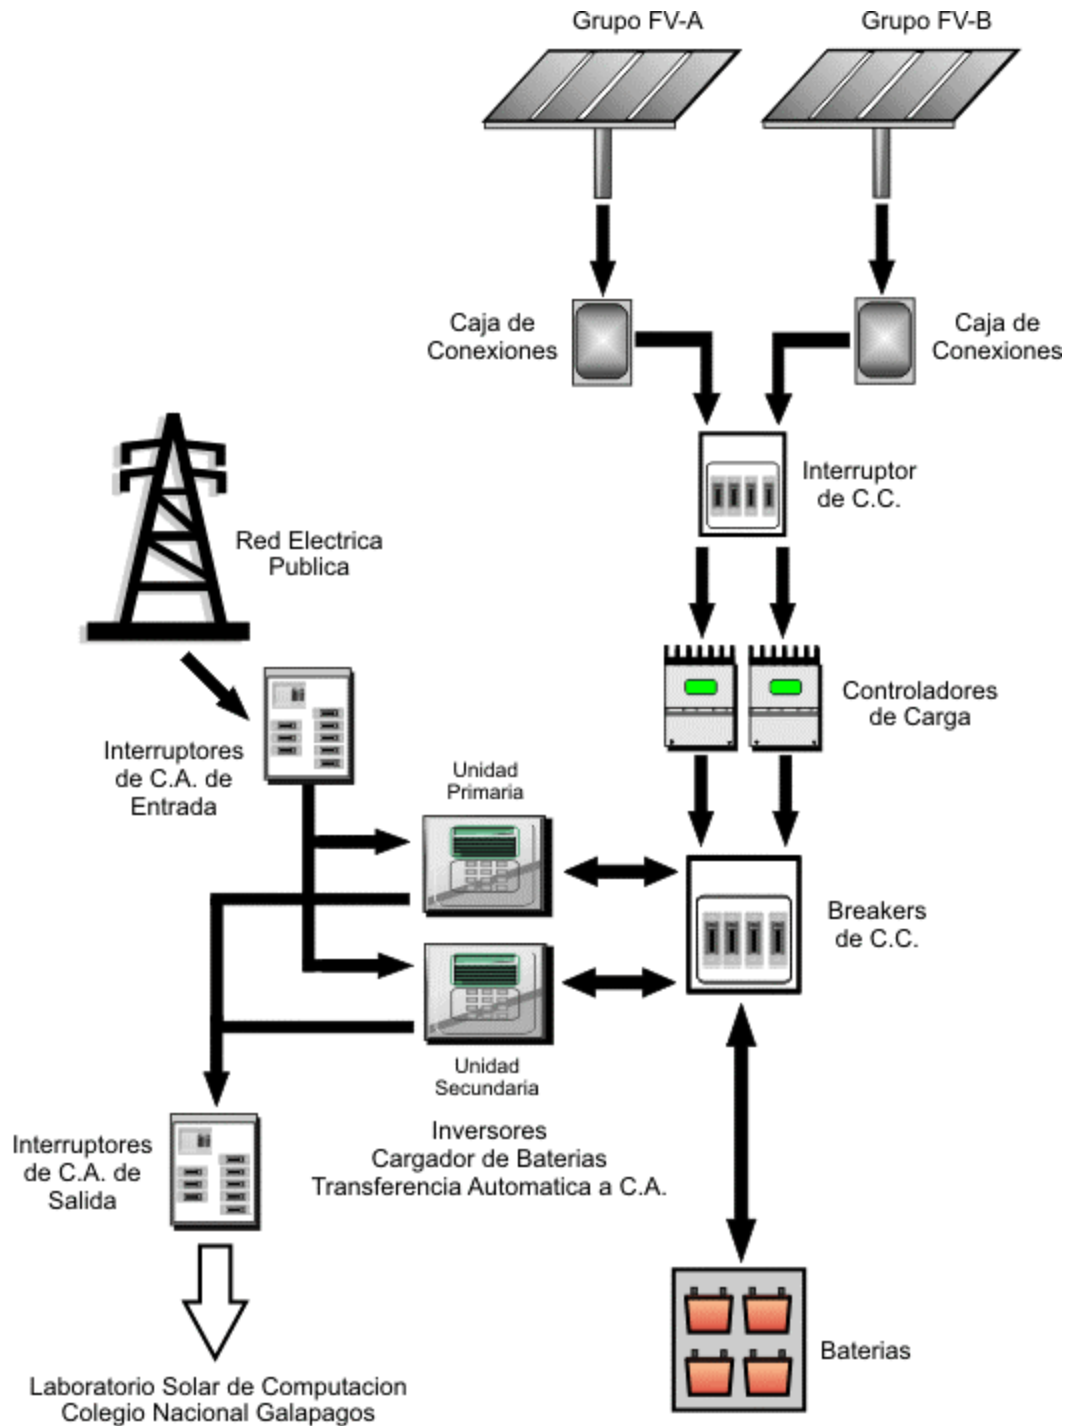 Grupo FV-A
Grupo FV-B
Caja de
Conexiones
Caja de
Conexiones
Interruptor
de C.C.
Red Electrica
Publica
Controladores
de Carga
Interruptores
de C.A. de
Entrada
Unidad
Primaria
Breakers
de C.C.
Unidad
Secundaria
Inversores
Cargador de Baterias
Transferencia Automatica a C.A.
Interruptores
de C.A. de
Salida
Baterias
Laboratorio Solar de Computacion
Colegio Nacional Galapagos